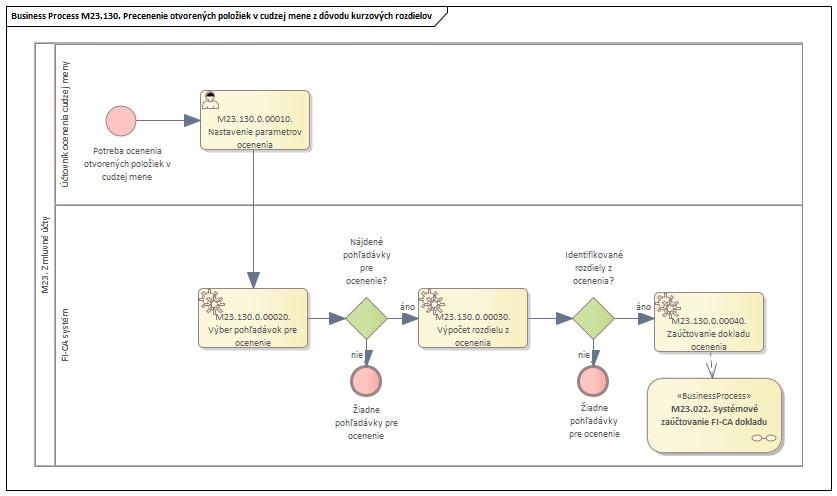 Business Process M23.130. Precenenie otvorených položiek v cudzej mene z dôvodu kurzových rozdielov
M23. Zmluvné účty
Účtovník ocenenia cudzej meny
Potreba ocenenia
otvorených položiek v
cudzej mene
M23.130.0.00010.
Nastavenie parametrov
ocenenia
FI-CA systém
M23.130.0.00020.
Výber pohľadávok pre
ocenenie
Nájdené
pohľadávky
pre
ocenenie?
áno
nie
Žiadne
pohľadávky pre
ocenenie
M23.130.0.00030.
Výpočet rozdielu z
ocenenia
Identifikované
rozdiely z
ocenenia?
áno
nie
Žiadne
pohľadávky
pre ocenenie
M23.130.0.00040.
Zaúčtovanie dokladu
ocenenia
«BusinessProcess»
M23.022. Systémové
zaúčtovanie FI-CA dokladu